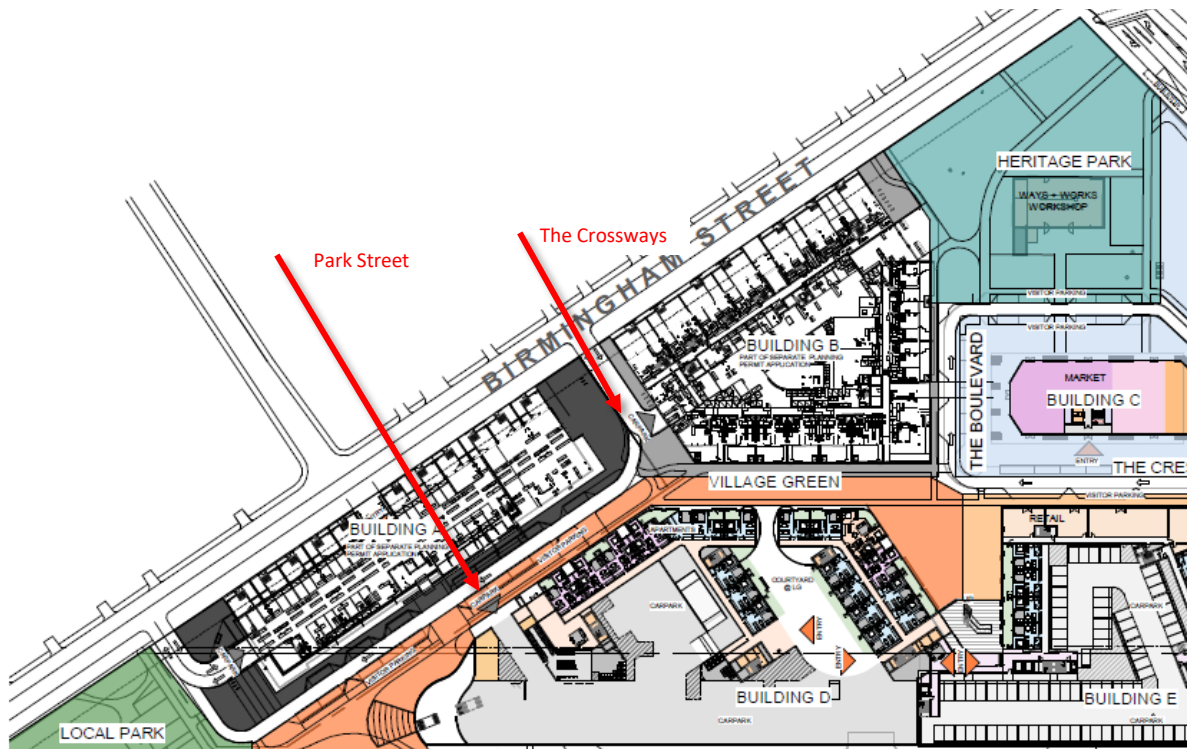 HERITAGE PARK
WAYS + WORKS
WORKSHOP
VISITOR PARKING
VISITOR PARKING
The Crossways
Park Street
BIRMINGHAM STREET
BUILDING B
PART OF SEPARATE PLANNING
PERMIT APPLICATION
THE BOULEVARD
MARKET
BUILDING C
ENTRY
CARPARK
THE CRES
VILLAGE GREEN
VISITOR PARKING
BUILDING A
PART OF SEPARATE PLANNING
PERMIT APPLICATION
VISITOR PARKING
APARTMENTS
RETAIL
COURTYARD
@ LG
CARPARK
CARPARK
CARPARK
ENTRY
ENTRY
ENTRY
CARPARK
VISITOR PARKING
BUILDING D
BUILDING E
CARPARK
CARPARK
LOCAL PARK